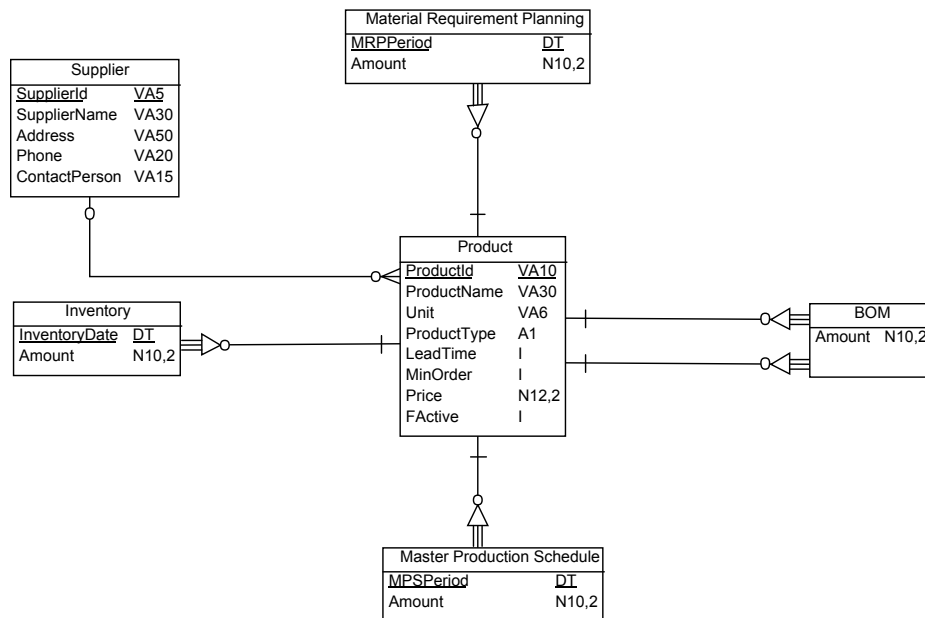 Material Requirement Planning
MRPPeriod DT
Amount N10,2
Supplier
SupplierId VA5
SupplierName VA30
Address VA50
Phone VA20
ContactPerson VA15
Product
ProductId VA10
ProductName VA30
Unit VA6
ProductType A1
LeadTime I
MinOrder I
Price N12,2
FActive I
Inventory
InventoryDate DT
Amount N10,2
BOM
Amount N10,2
Master Production Schedule
MPSPeriod DT
Amount N10,2